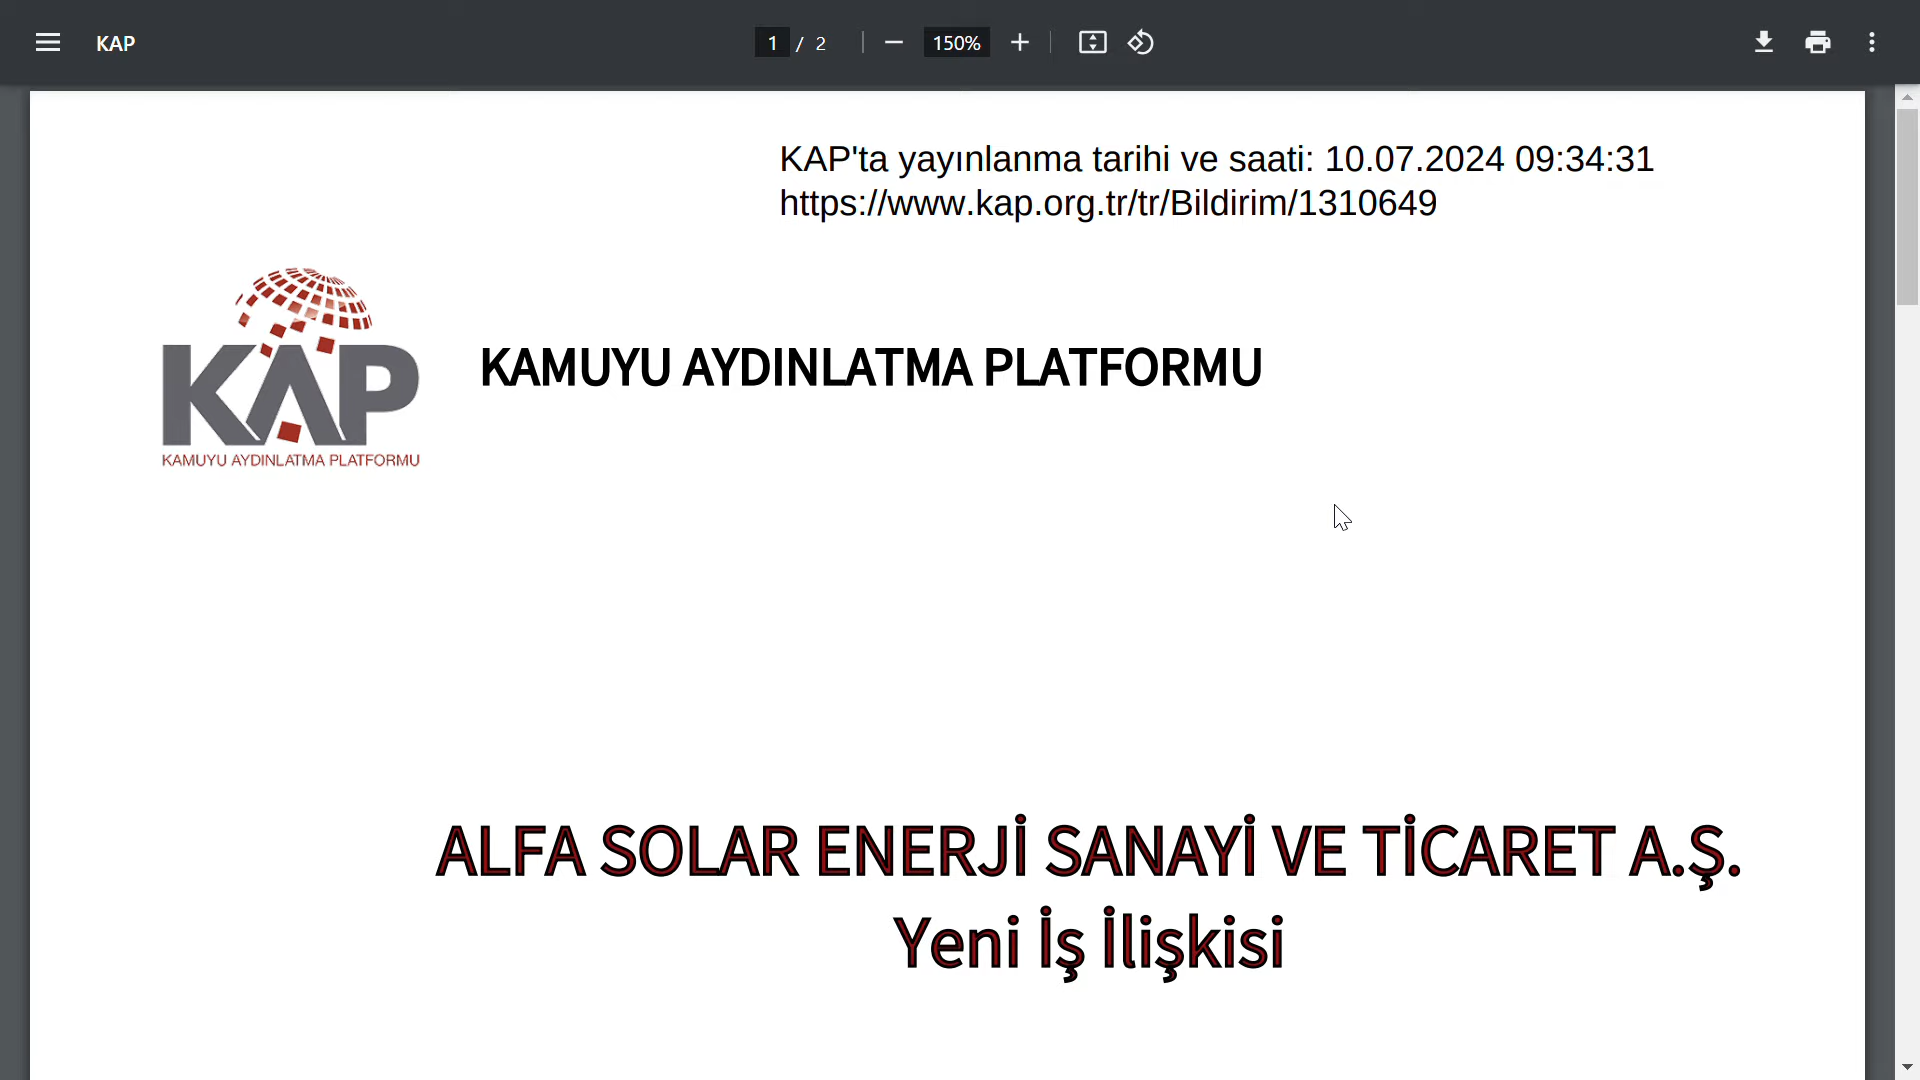 KAP
1 / 2
150%
KAP'ta yayınlanma tarihi ve saati: 10.07.2024 09:34:31
https://www.kap.org.tr/tr/Bildirim/1310649
KAP
KAMUYU AYDINLATMA PLATFORMU
KAMUYU AYDINLATMA PLATFORMU
ALFA SOLAR ENERJİ SANAYİ VE TİCARET A.Ş.
Yeni İş İlişkisi